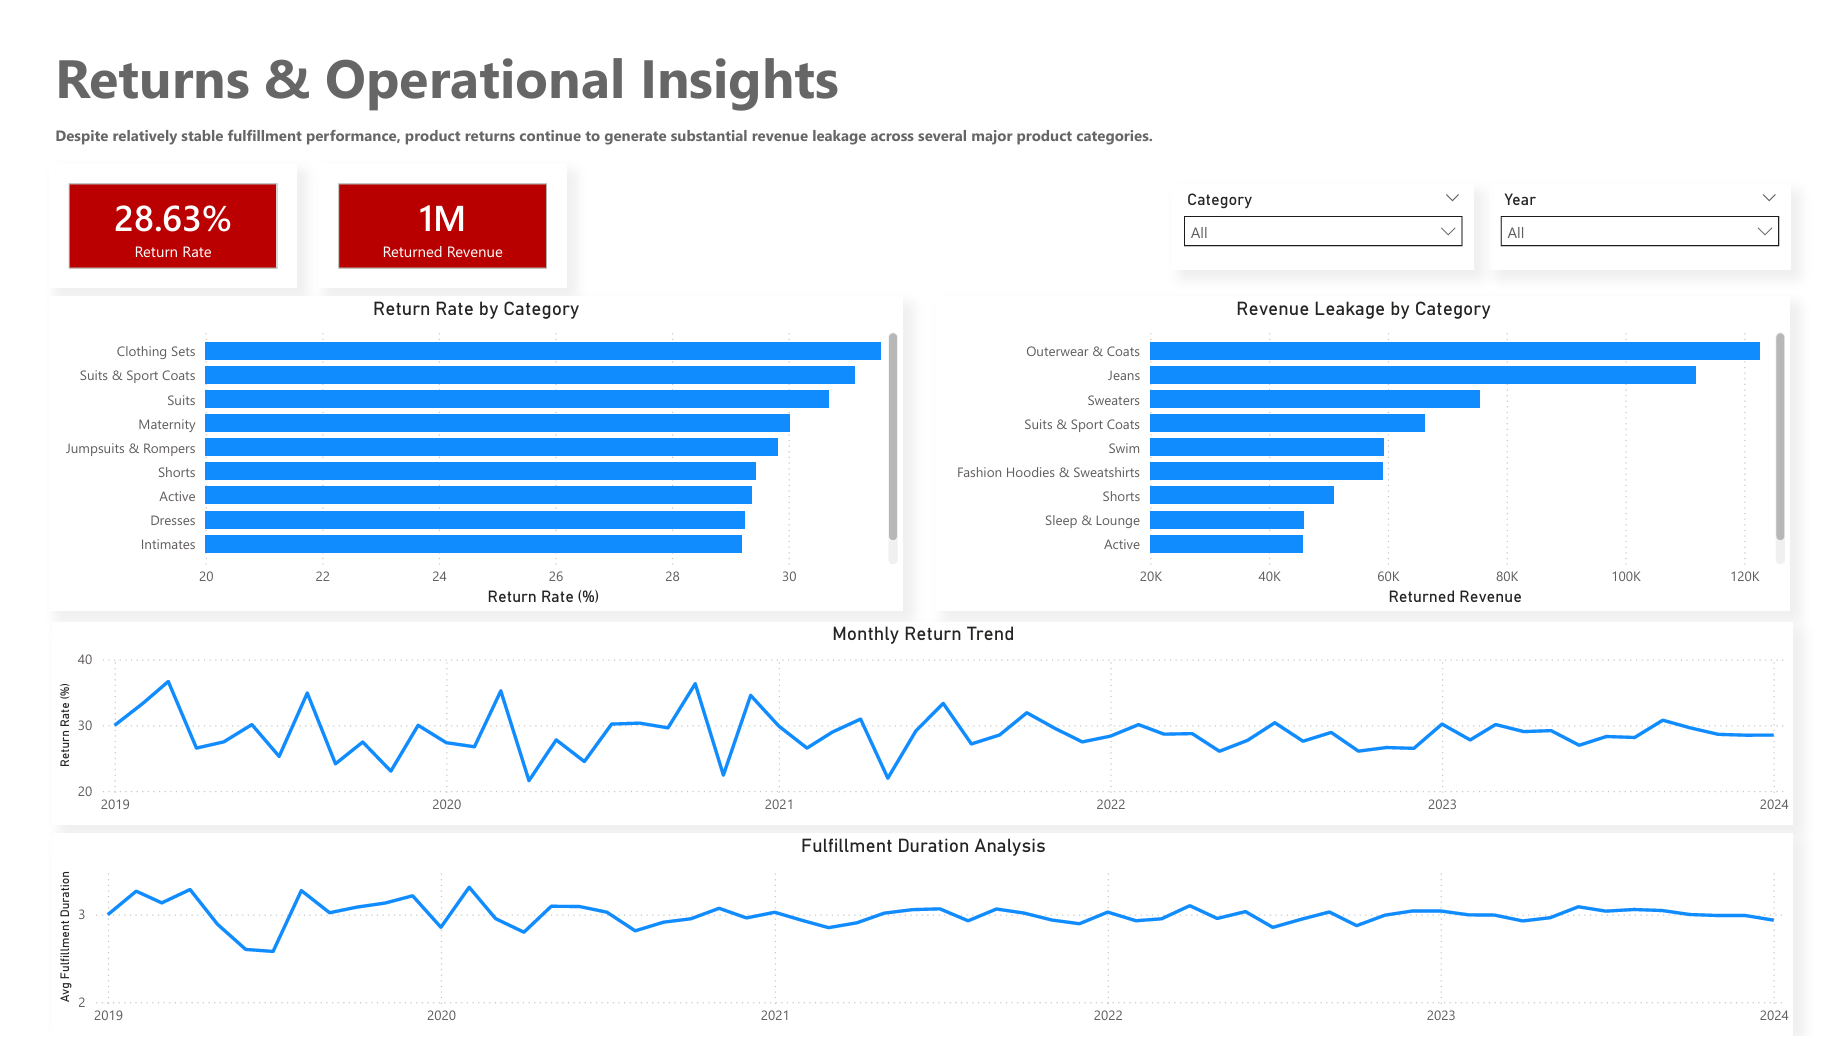 Returns & Operational Insights
Despite relatively stable fulfillment performance, product returns continue to generate substantial revenue leakage across several major product categories.
28.63%
Return Rate
1M
Returned Revenue
Category
All
Year
All
Return Rate by Category
Clothing Sets
Suits & Sport Coats
Suits
Maternity
Jumpsuits & Rompers
Shorts
Active
Dresses
Intimates
20 22 24 26 28 30
Return Rate (%)
Revenue Leakage by Category
Outerwear & Coats
Jeans
Sweaters
Suits & Sport Coats
Swim
Fashion Hoodies & Sweatshirts
Shorts
Sleep & Lounge
Active
20K 40K 60K 80K 100K 120K
Returned Revenue
Monthly Return Trend
Return Rate (%)
40
30
20
2019 2020 2021 2022 2023 2024
Fulfillment Duration Analysis
Avg Fulfillment Duration
3
2
2019 2020 2021 2022 2023 2024